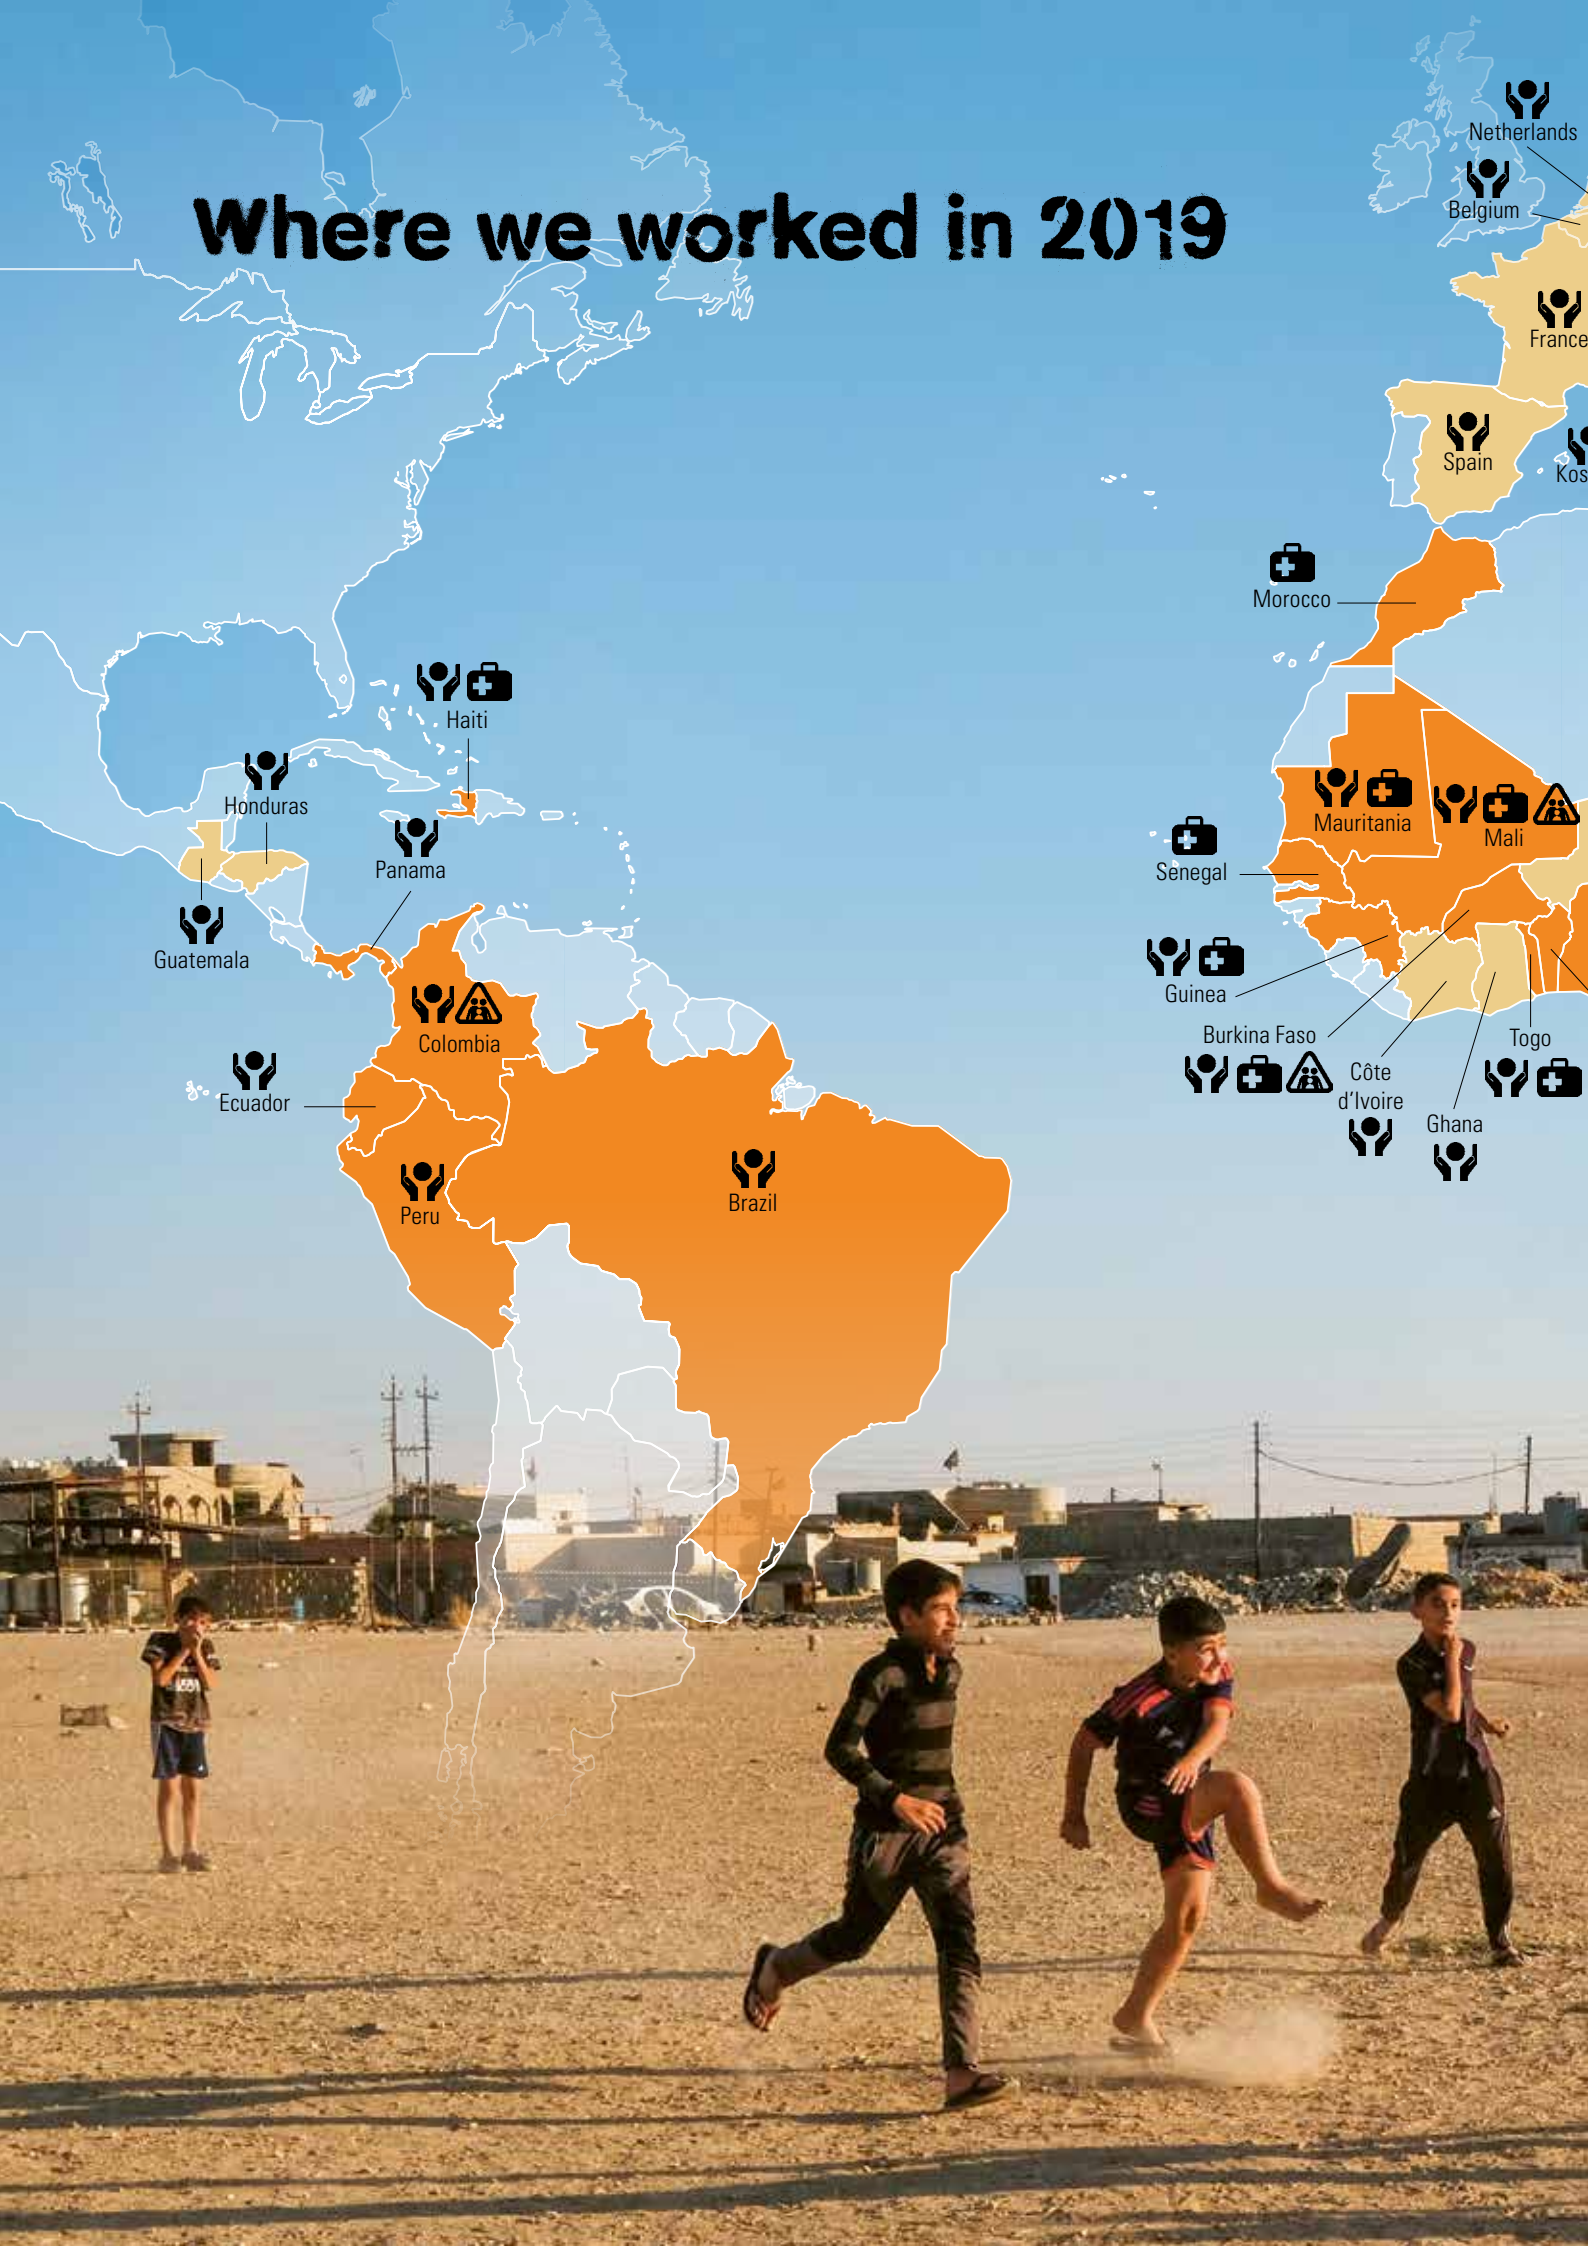 Where we worked in 2019
Netherlands
Belgium
France
Spain
Kos
Morocco
Haiti
Honduras
Panama
Guatemala
Colombia
Ecuador
Peru
Brazil
Mauritania
Mali
Senegal
Guinea
Burkina Faso
Côte
d’Ivoire
Ghana
Togo